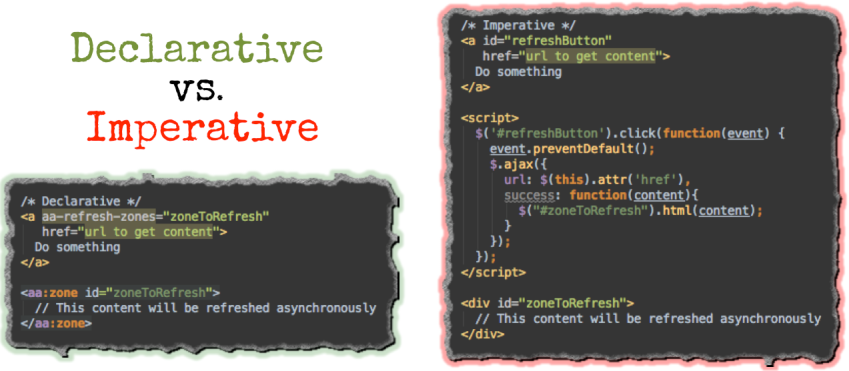 Declarative
vs.
Imperative
/* Declarative */
<a aa-refresh-zones="zoneToRefresh"
   href="url to get content">
  Do something
</a>

<aa:zone id="zoneToRefresh">
  // This content will be refreshed asynchronously
</aa:zone>
/* Imperative */
<a id="refreshButton"
   href="url to get content">
  Do something
</a>

<script>
  $('#refreshButton').click(function(event) {
    event.preventDefault();
    $.ajax({
      url: $(this).attr('href'),
      success: function(content){
        $("#zoneToRefresh").html(content);
      }
    });
  });
</script>

<div id="zoneToRefresh">
  // This content will be refreshed asynchronously
</div>